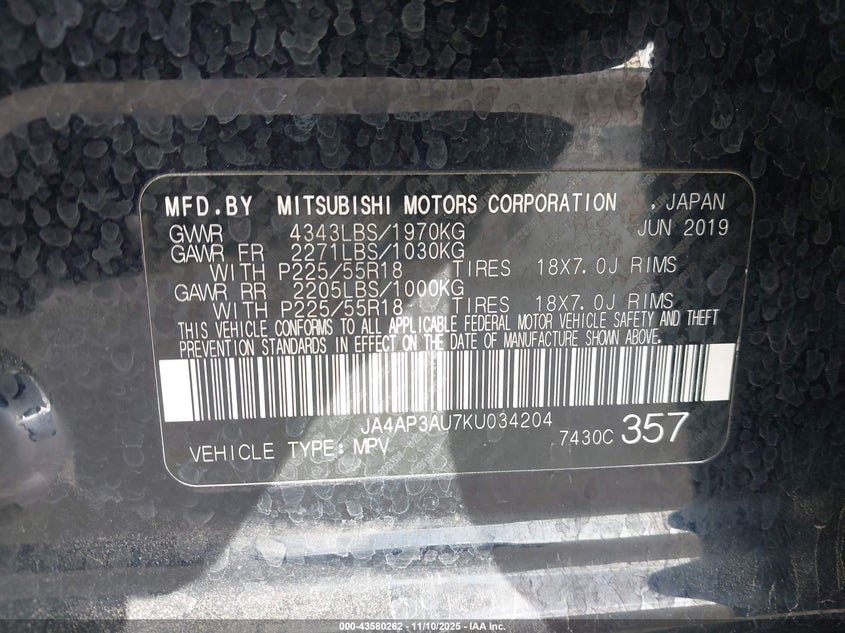 MFD.BY MITSUBISHI MOTORS CORPORATION , JAPAN
GVWR 4343LBS/1970KG JUN 2019
GAWR FR 2271LBS/1030KG
WITH P225/55R18 TIRES 18X7.0J RIMS
GAWR RR 2205LBS/1000KG
WITH P225/55R18 TIRES 18X7.0J RIMS
THIS VEHICLE CONFORMS TO ALL APPLICABLE FEDERAL MOTOR VEHICLE SAFETY AND THEFT
PREVENTION STANDARDS IN EFFECT ON THE DATE OF MANUFACTURE SHOWN ABOVE.
JA4AP3AU7KU034204
VEHICLE TYPE: MPV 7430C 357
000-43580262 - 11/10/2025 - IAA Inc.